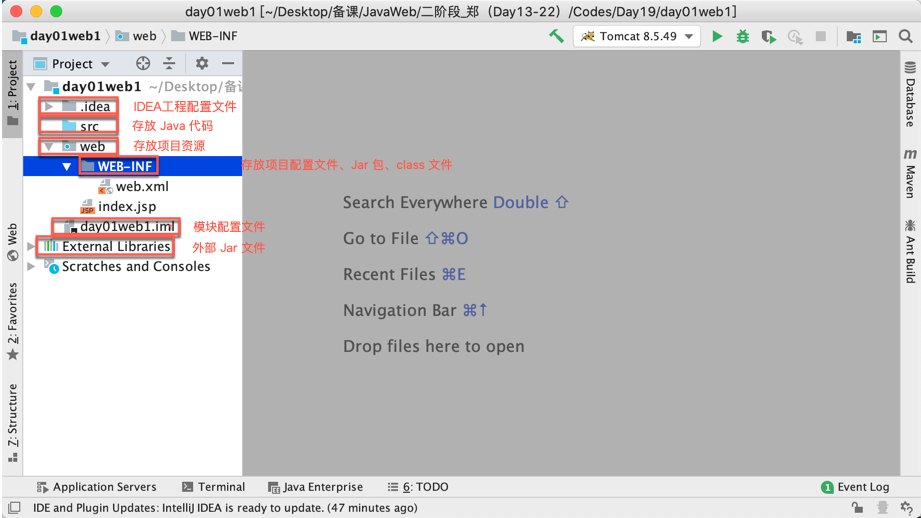 day01web1 [~/Desktop/备课/JavaWeb/二阶段_郑（Day13-22）/Codes/Day19/day01web1]
day01web1 web WEB-INF Tomcat 8.5.49
1: Project
Project
day01web1 ~/Desktop/备课
.idea IDEA工程配置文件
src 存放 Java 代码
web 存放项目资源
WEB-INF 存放项目配置文件、Jar 包、class 文件
web.xml
index.jsp
day01web1.iml 模块配置文件
External Libraries 外部 Jar 文件
Scratches and Consoles
Web
2: Favorites
Z: Structure
Search Everywhere Double ⇧
Go to File ⇧⌘O
Recent Files ⌘E
Navigation Bar ⌘↑
Drop files here to open
Database
m Maven
Ant Build
Application Servers Terminal Java Enterprise 6: TODO 1 Event Log
IDE and Plugin Updates: IntelliJ IDEA is ready to update. (47 minutes ago)